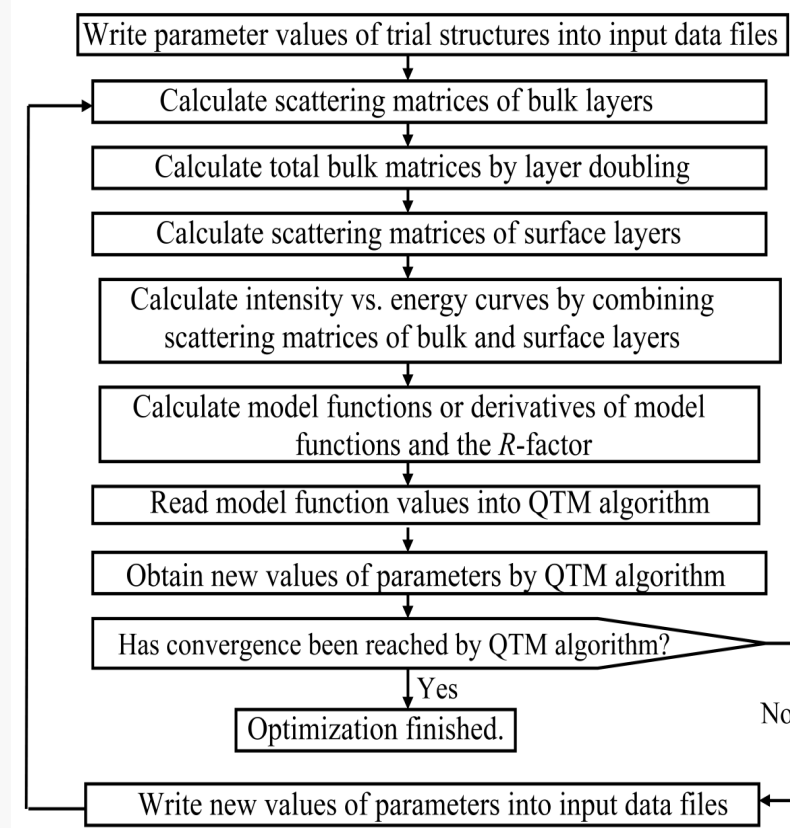 Write parameter values of trial structures into input data files
Calculate scattering matrices of bulk layers
Calculate total bulk matrices by layer doubling
Calculate scattering matrices of surface layers
Calculate intensity vs. energy curves by combining
scattering matrices of bulk and surface layers
Calculate model functions or derivatives of model
functions and the R-factor
Read model function values into QTM algorithm
Obtain new values of parameters by QTM algorithm
Has convergence been reached by QTM algorithm?
Yes
No
Optimization finished.
Write new values of parameters into input data files